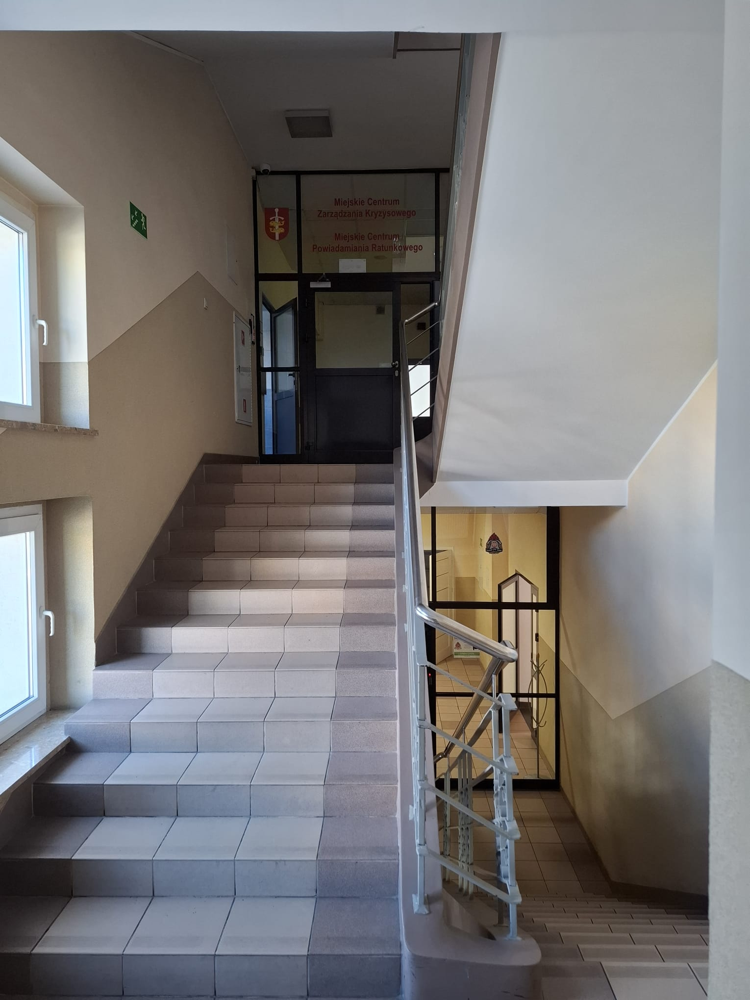 Miejskie Centrum
Zarządzania Kryzysowego
Miejskie Centrum
Powiadamiania Ratunkowego